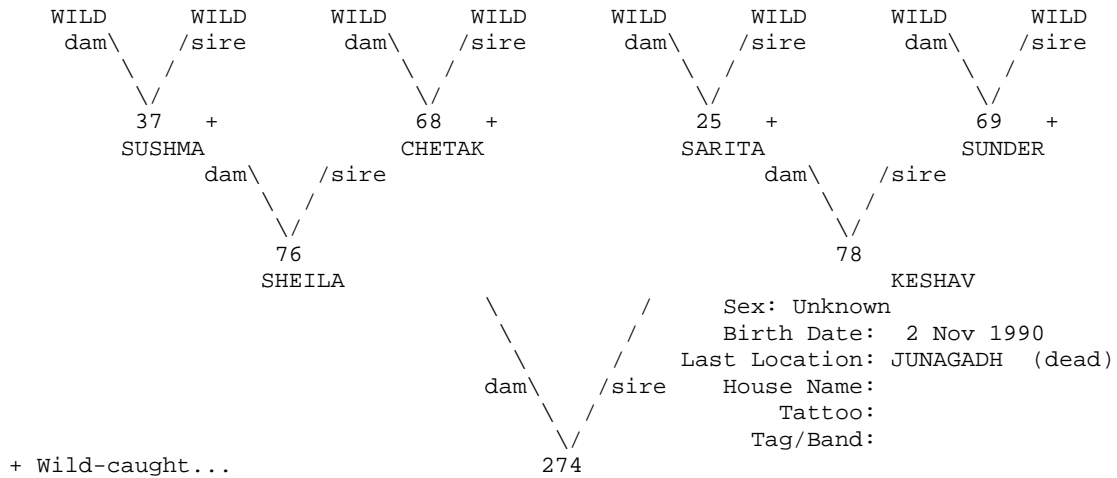 WILD WILD WILD WILD WILD WILD WILD WILD
dam\ /sire dam\ /sire dam\ /sire dam\ /sire
\ / \ / \ / \ /
\/ \/ \/ \/
37 + 68 + 25 + 69 +
SUSHMA CHETAK SARITA SUNDER
dam\ /sire dam\ /sire
\ / \ /
\/ \/
76 78
SHEILA KESHAV
\ / Sex: Unknown
\ / Birth Date: 2 Nov 1990
\ / Last Location: JUNAGADH (dead)
dam\ /sire House Name:
\ / Tattoo:
\/ Tag/Band:
+ Wild-caught... 274